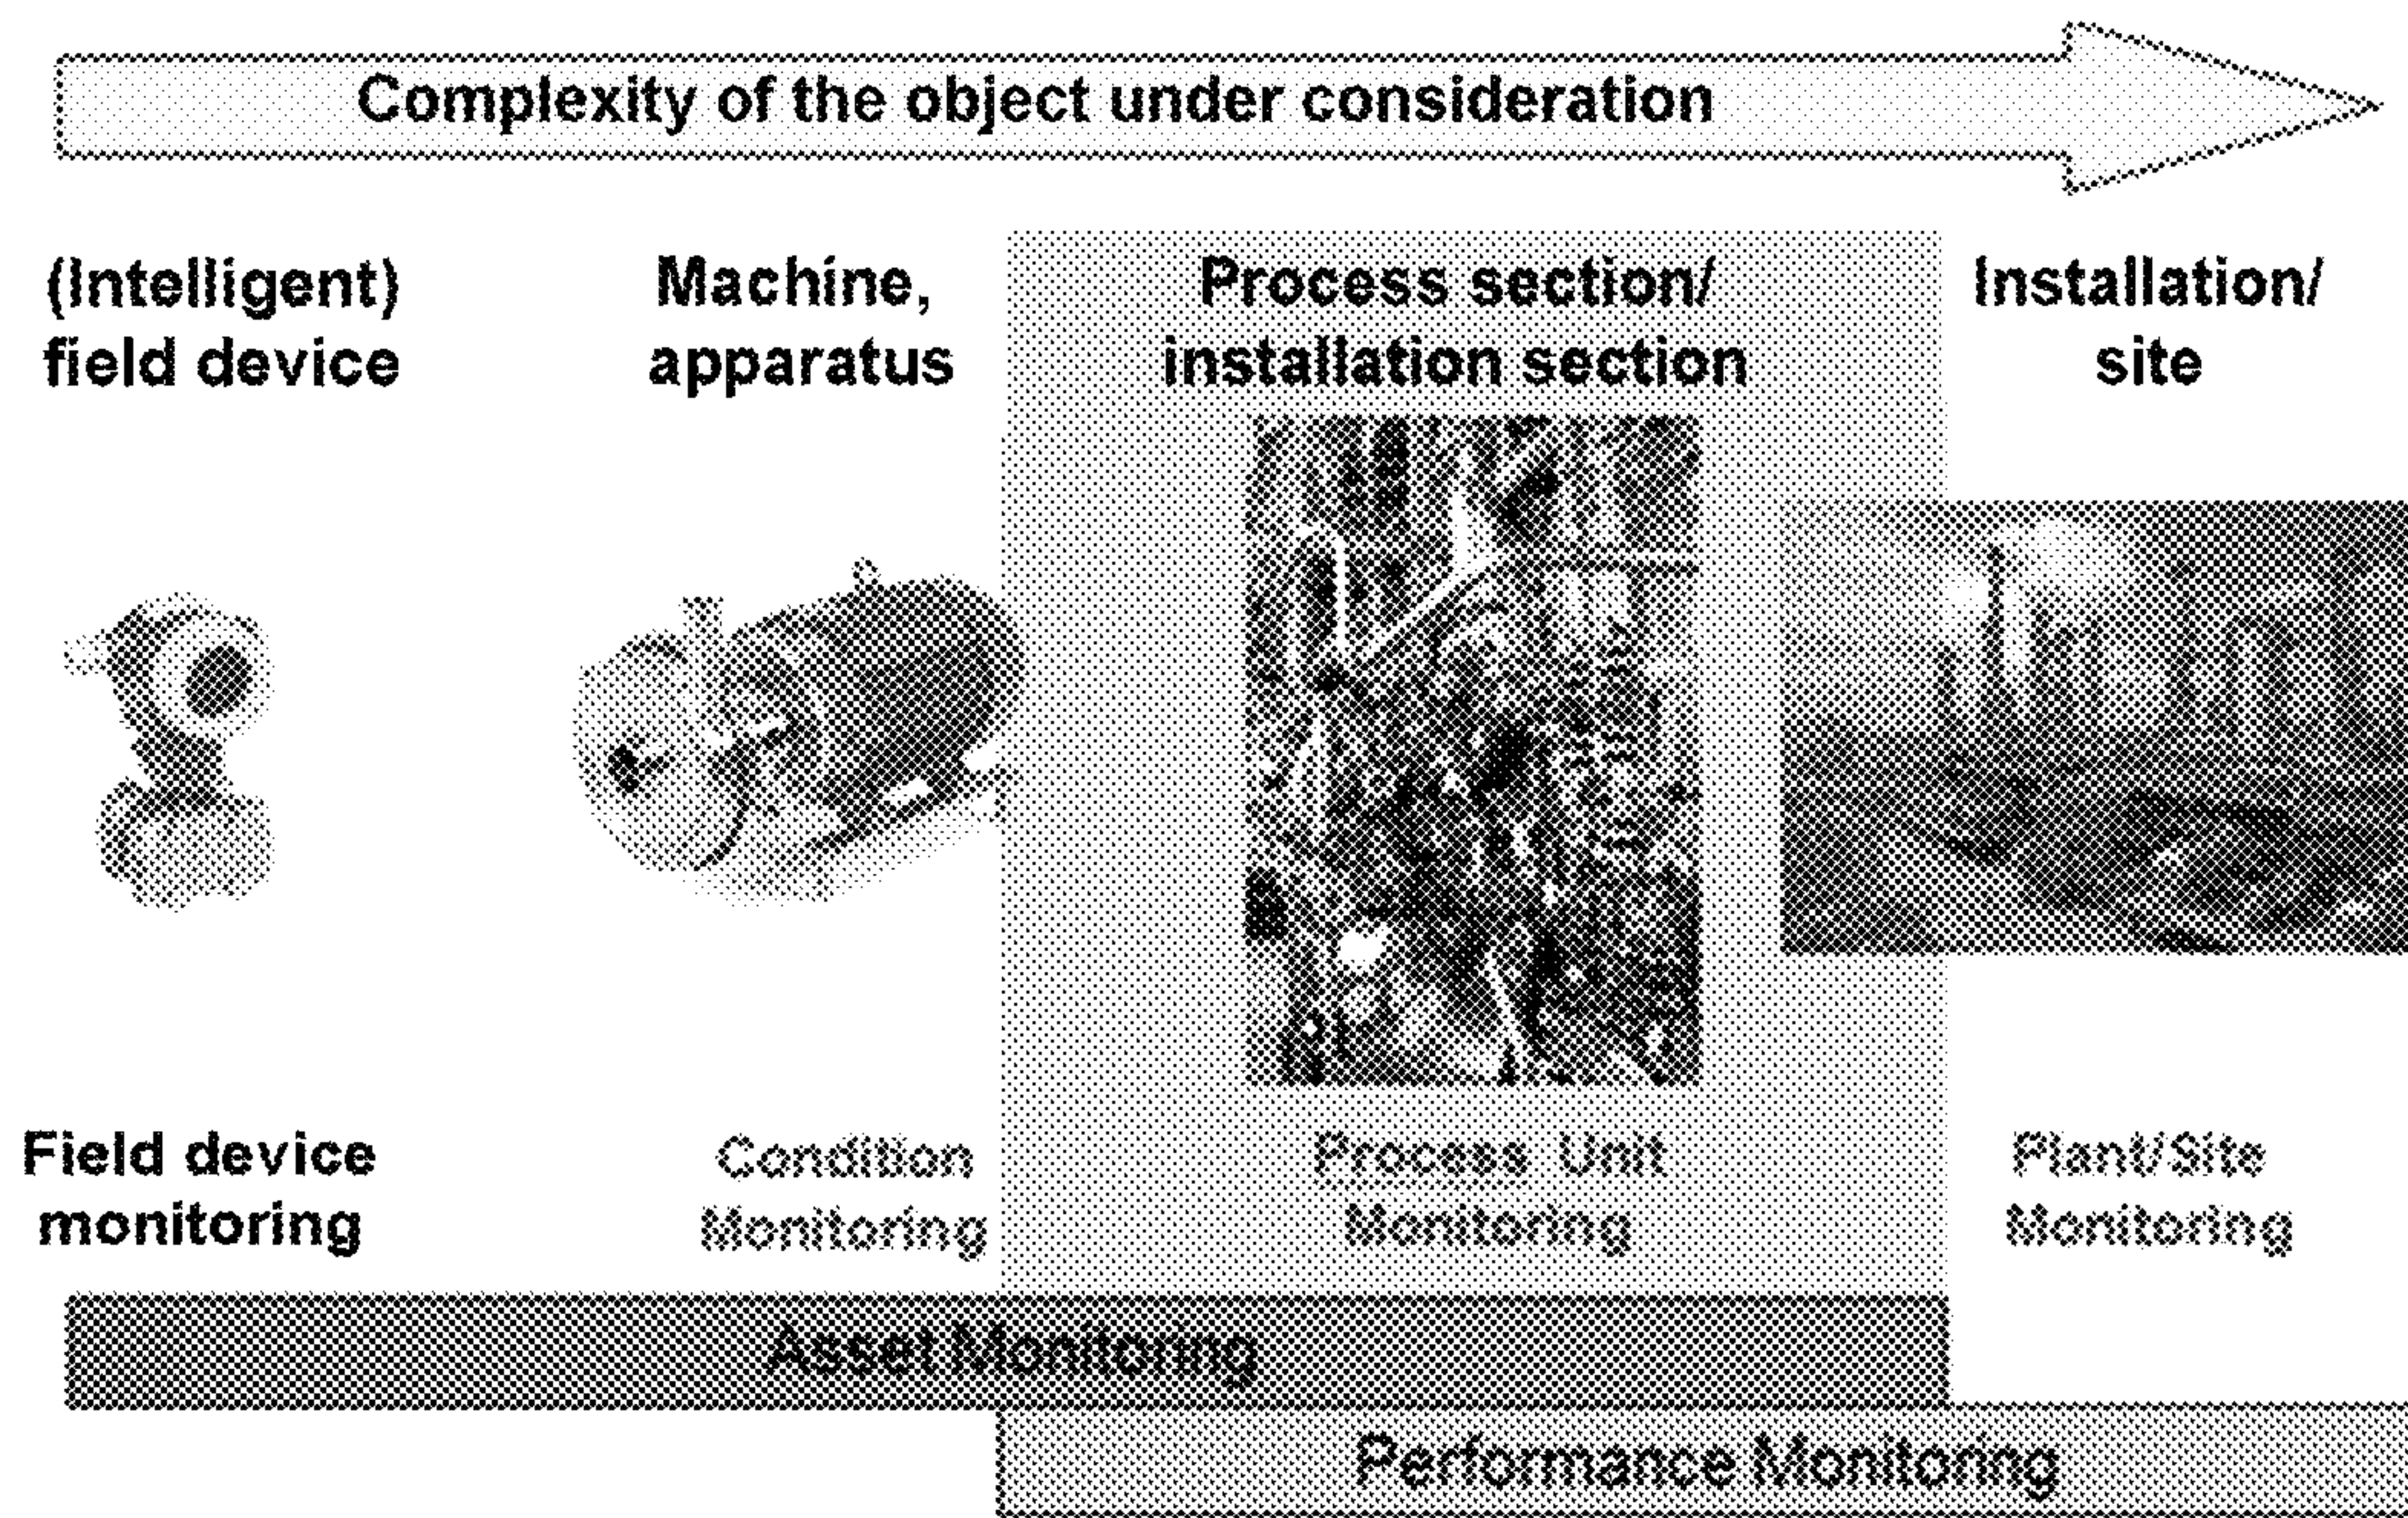 Complexity of the object under consideration
(Intelligent)
field device
Machine,
apparatus
Process section/
installation section
Installation/
site
Field device
monitoring
Condition
Monitoring
Process Unit
Monitoring
Plant/Site
Monitoring
Asset Monitoring
Performance Monitoring